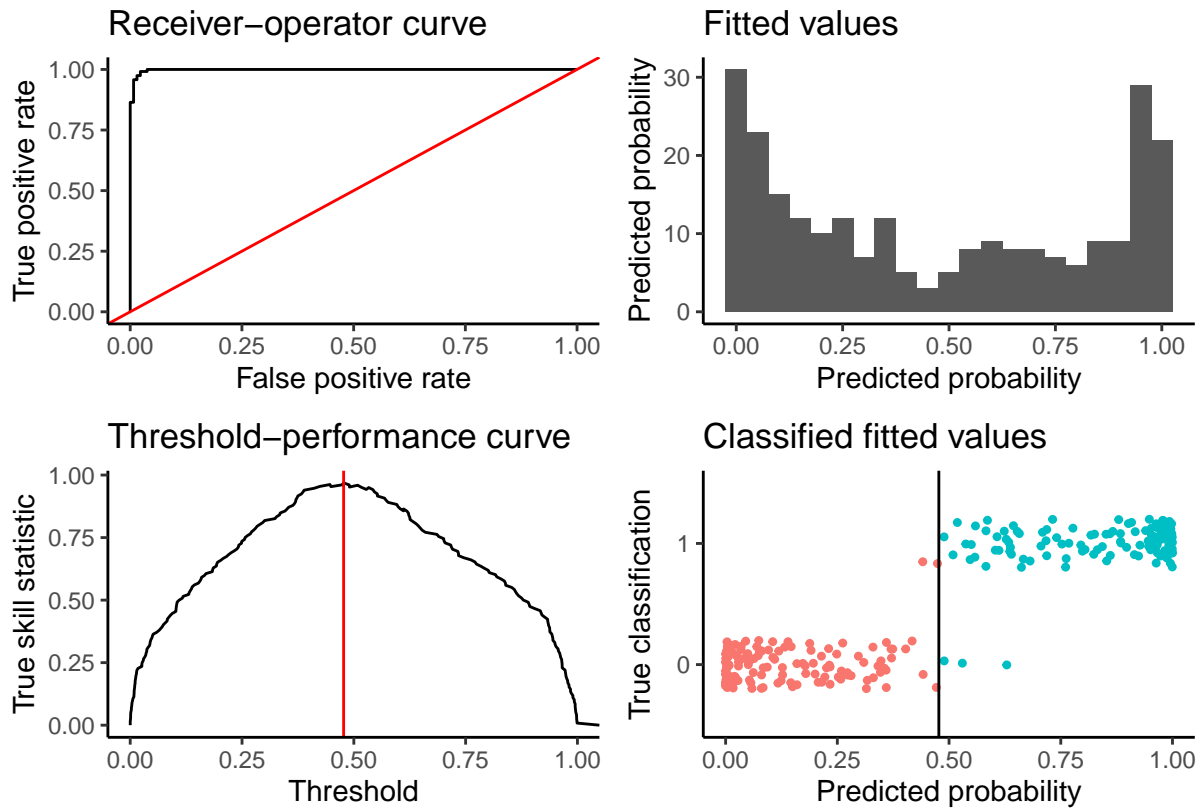 Receiver−operator curve
True positive rate
1.00
0.75
0.50
0.25
0.00
0.00 0.25 0.50 0.75 1.00
False positive rate
Fitted values
Predicted probability
30
20
10
0
0.00 0.25 0.50 0.75 1.00
Predicted probability
Threshold−performance curve
True skill statistic
1.00
0.75
0.50
0.25
0.00
0.00 0.25 0.50 0.75 1.00
Threshold
Classified fitted values
True classification
1
0
0.00 0.25 0.50 0.75 1.00
Predicted probability